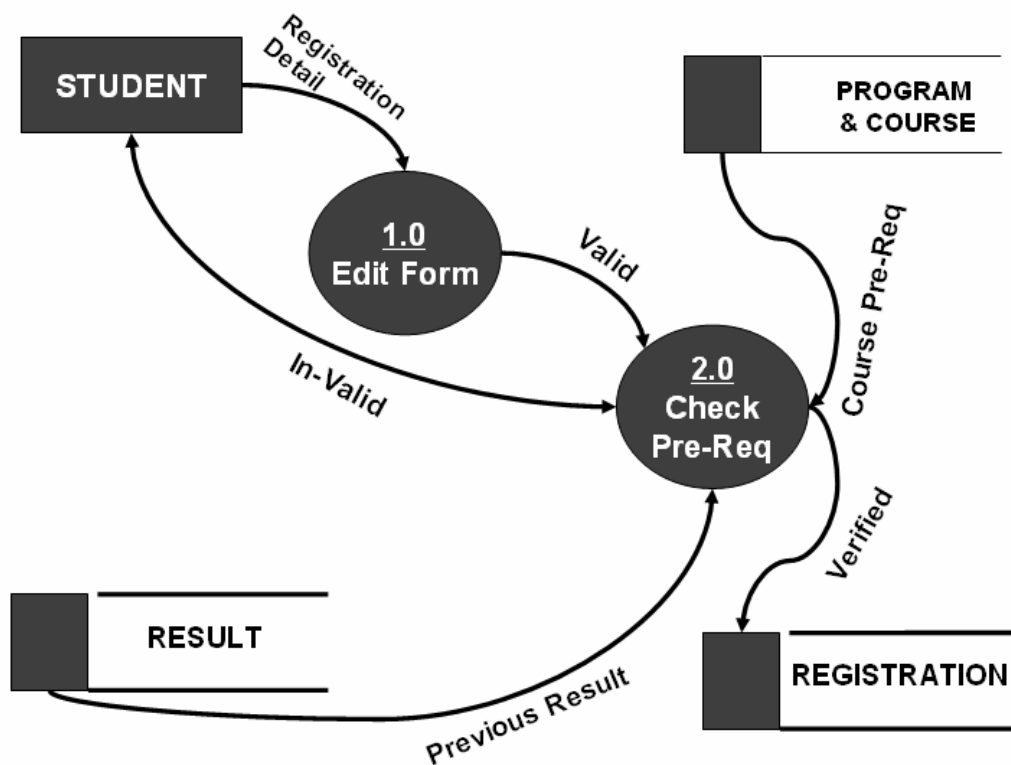 STUDENT
Registration
Detail
PROGRAM
& COURSE
1.0
Edit Form
Valid
Course Pre-Req
In-Valid
2.0
Check
Pre-Req
Verified
RESULT
Previous Result
REGISTRATION